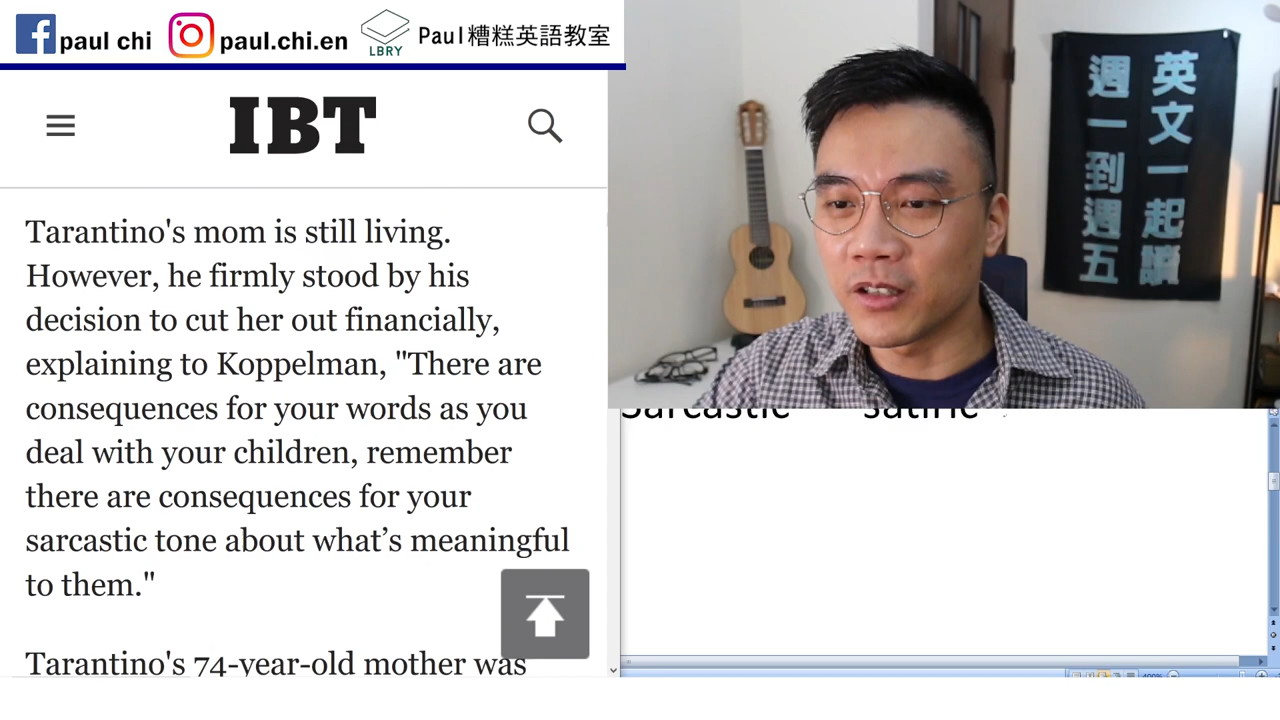 paul chi
paul.chi.en
LBRY
Paul糟糕英語教室
IBT
Tarantino's mom is still living.
However, he firmly stood by his
decision to cut her out financially,
explaining to Koppelman, "There are
consequences for your words as you
deal with your children, remember
there are consequences for your
sarcastic tone about what’s meaningful
to them."
Tarantino's 74-year-old mother was
英文一起讀
週一到週五
Sarcastic satiric
400%